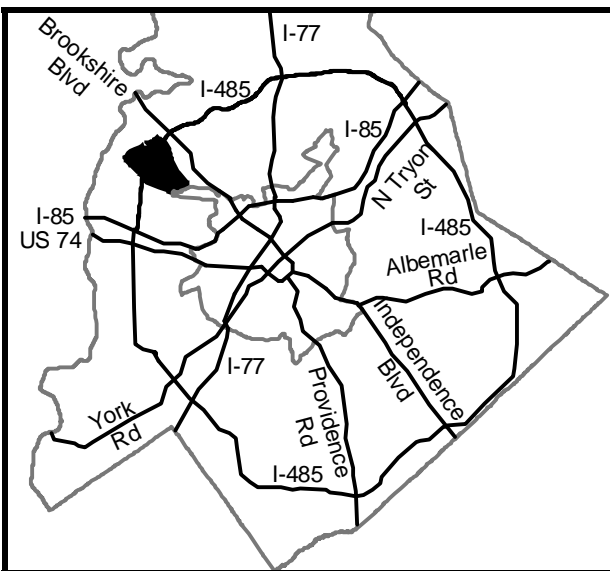 I-77
Brookshire
Blvd
I-485
I-85
N Tryon
St
I-85
US 74
I-485
Albemarle
Rd
Independence
Blvd
I-77
Providence
Rd
York
Rd
I-485